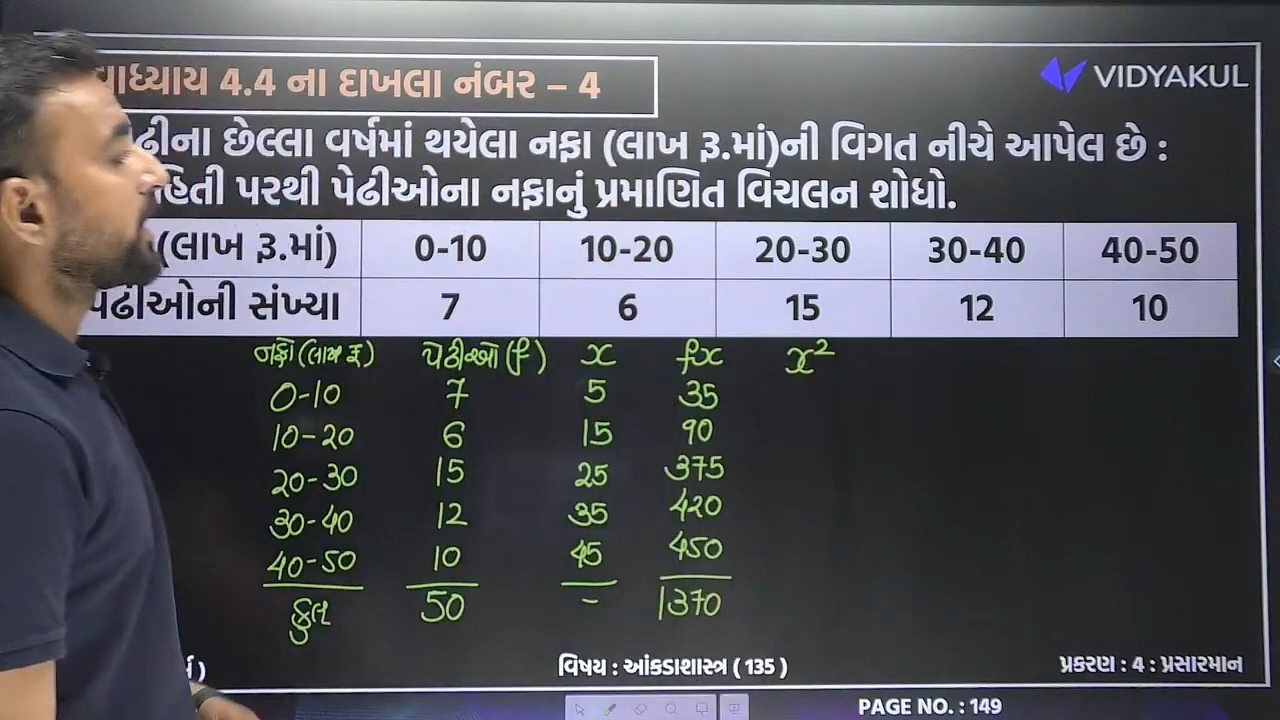 4.4 ના દાખલા નંબર – 4
VIDYAKUL
છેલ્લા વર્ષમાં થયેલા નફા (લાખ રૂ.માં)ની વિગત નીચે આપેલ છે :
પરથી પેઢીઓના નફાનું પ્રમાણિત વિચલન શોધો.
(લાખ રૂ.માં) 0-10 10-20 20-30 30-40 40-50
પેઢીઓની સંખ્યા 7 6 15 12 10
નફો (લાખ રૂ) પેઢીઓ (f) x fx x²
0-10 7 5 35
10-20 6 15 90
20-30 15 25 375
30-40 12 35 420
40-50 10 45 450
કુલ 50 - 1370
વિષય : આંકડાશાસ્ત્ર ( 135 )
પ્રકરણ : 4 : પ્રસારમાન
PAGE NO. : 149